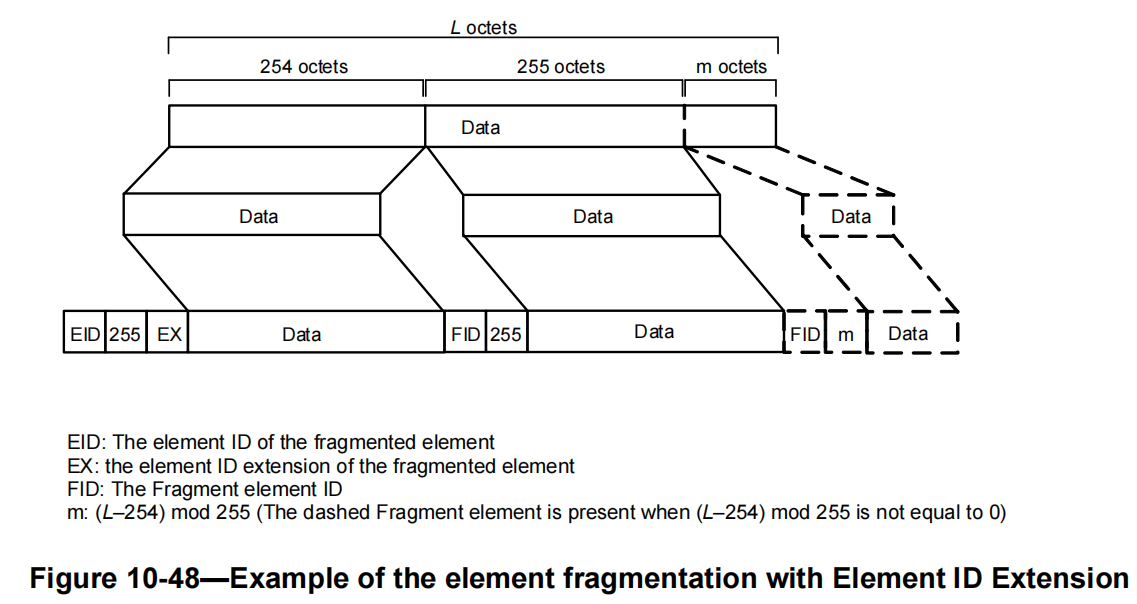 L octets
254 octets 255 octets m octets
Data
Data Data Data
EID 255 EX Data FID 255 Data FID m Data
EID: The element ID of the fragmented element
EX: the element ID extension of the fragmented element
FID: The Fragment element ID
m: (L–254) mod 255 (The dashed Fragment element is present when (L–254) mod 255 is not equal to 0)
Figure 10-48—Example of the element fragmentation with Element ID Extension